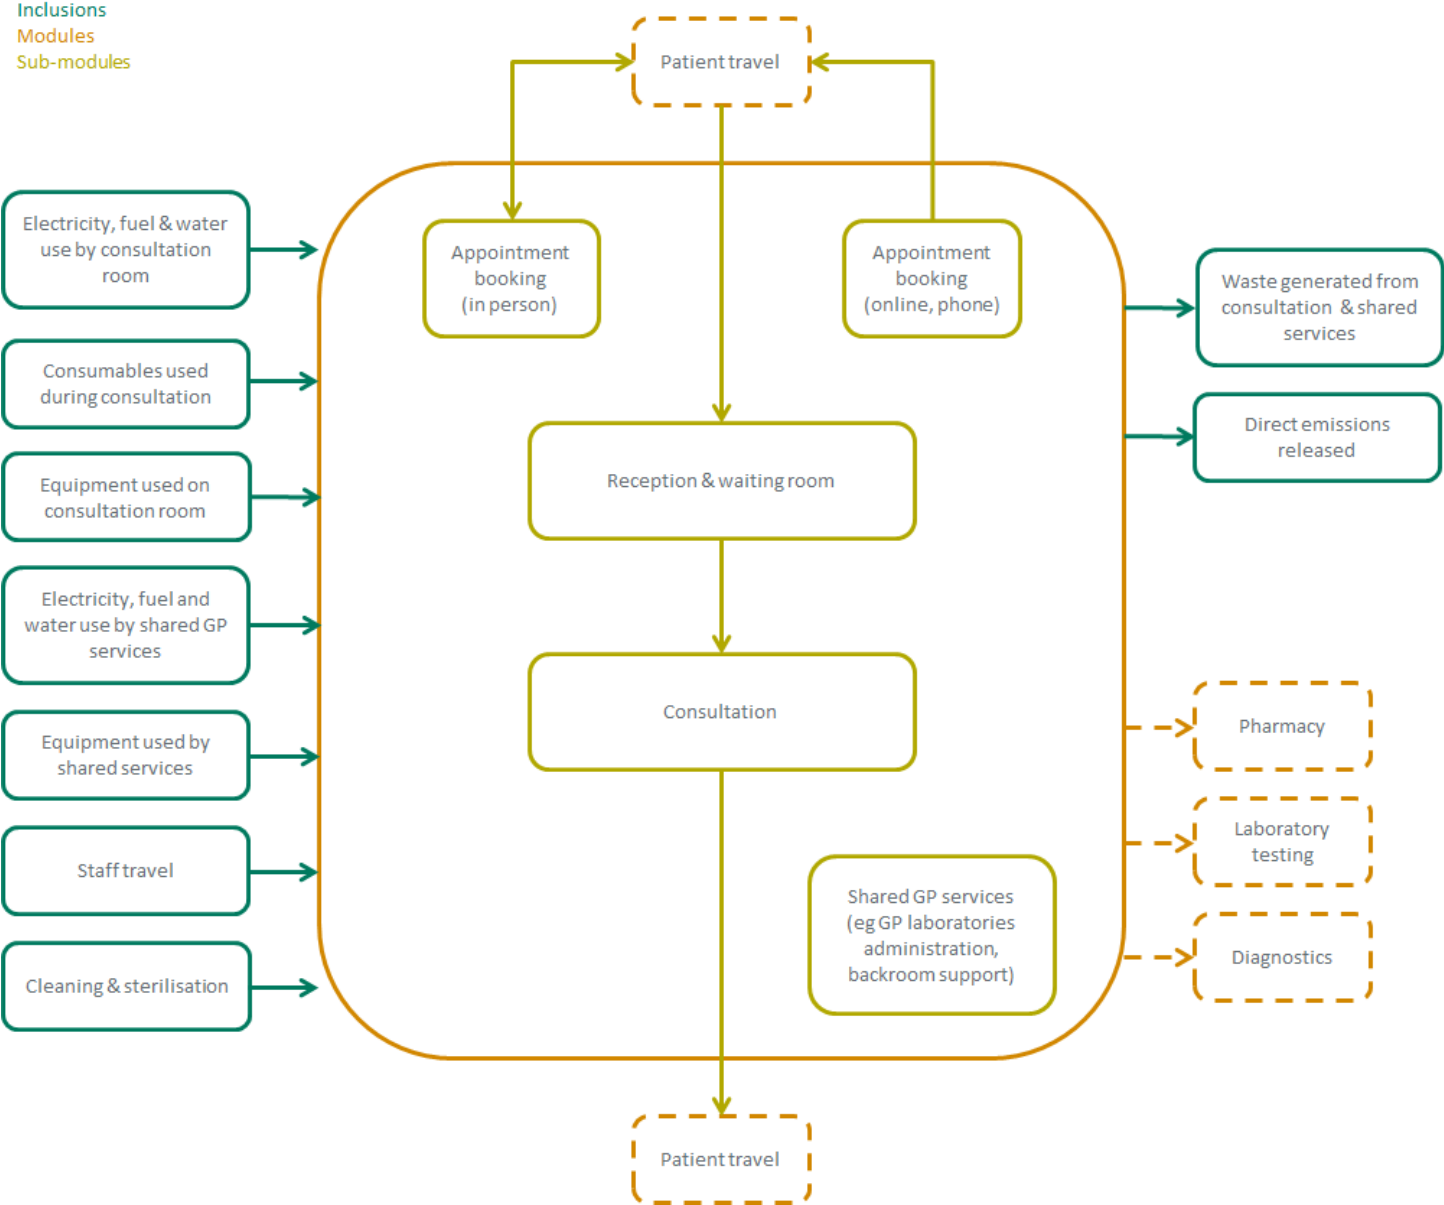 Inclusions
Modules
Sub-modules
Patient travel
Electricity, fuel & water
use by consultation
room
Consumables used
during consultation
Equipment used on
consultation room
Electricity, fuel and
water use by shared GP
services
Equipment used by
shared services
Staff travel
Cleaning & sterilisation
Appointment
booking
(in person)
Appointment
booking
(online, phone)
Reception & waiting room
Consultation
Shared GP services
(eg GP laboratories
administration,
backroom support)
Waste generated from
consultation & shared
services
Direct emissions
released
Pharmacy
Laboratory
testing
Diagnostics
Patient travel